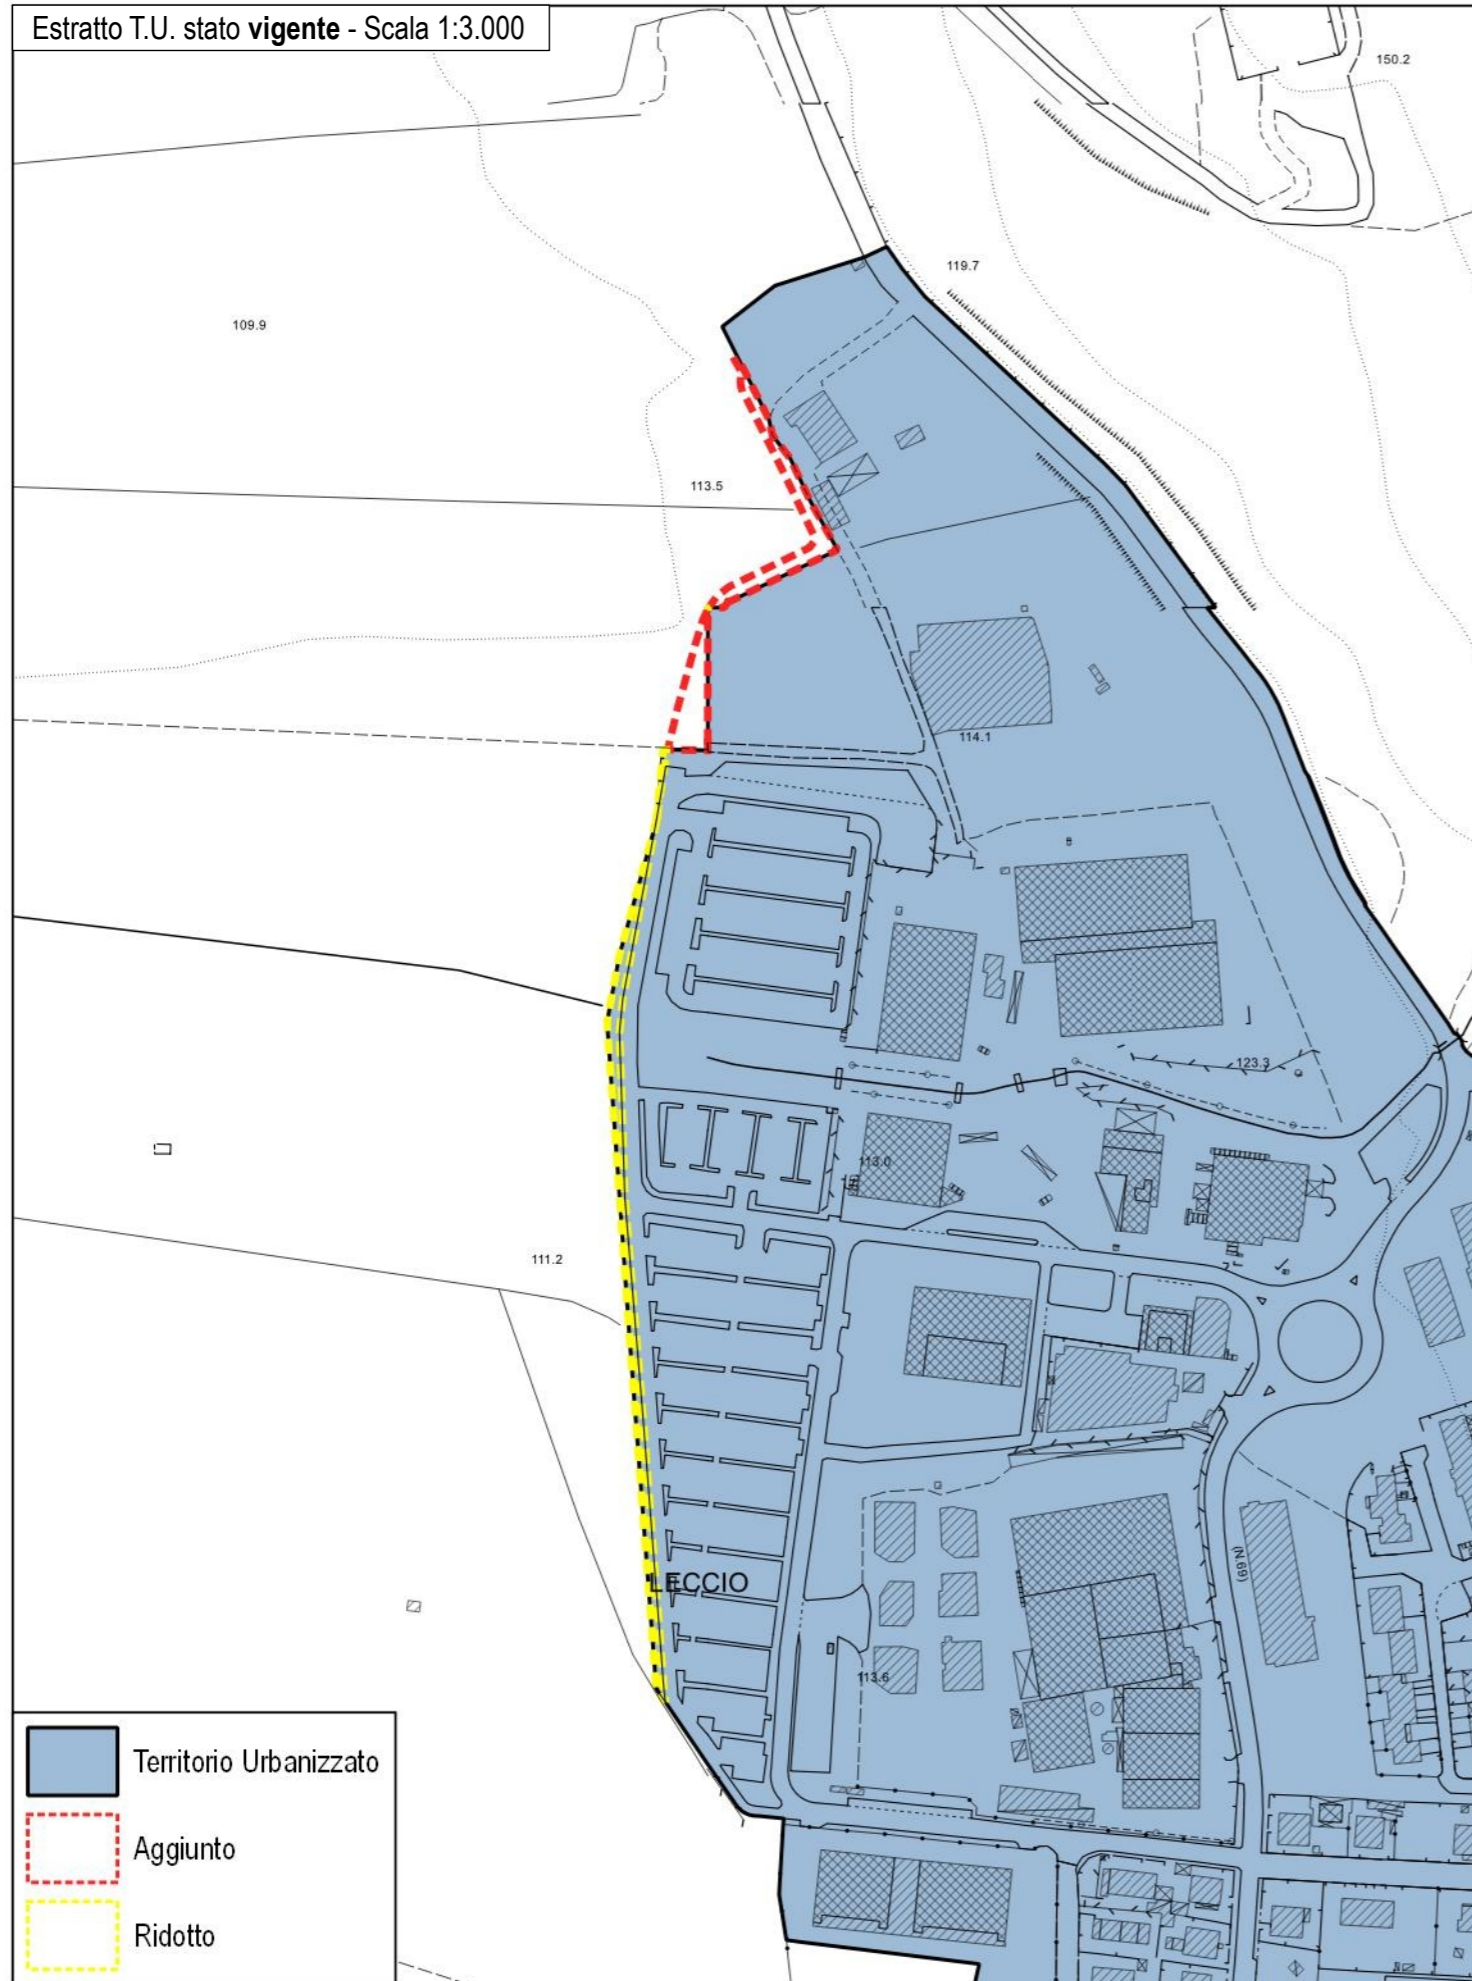 Estratto T.U. stato vigente - Scala 1:3.000
150.2
119.7
109.9
113.5
114.1
123.3
113.0
111.2
(N.69)
LECCIO
113.6
Territorio Urbanizzato
Aggiunto
Ridotto